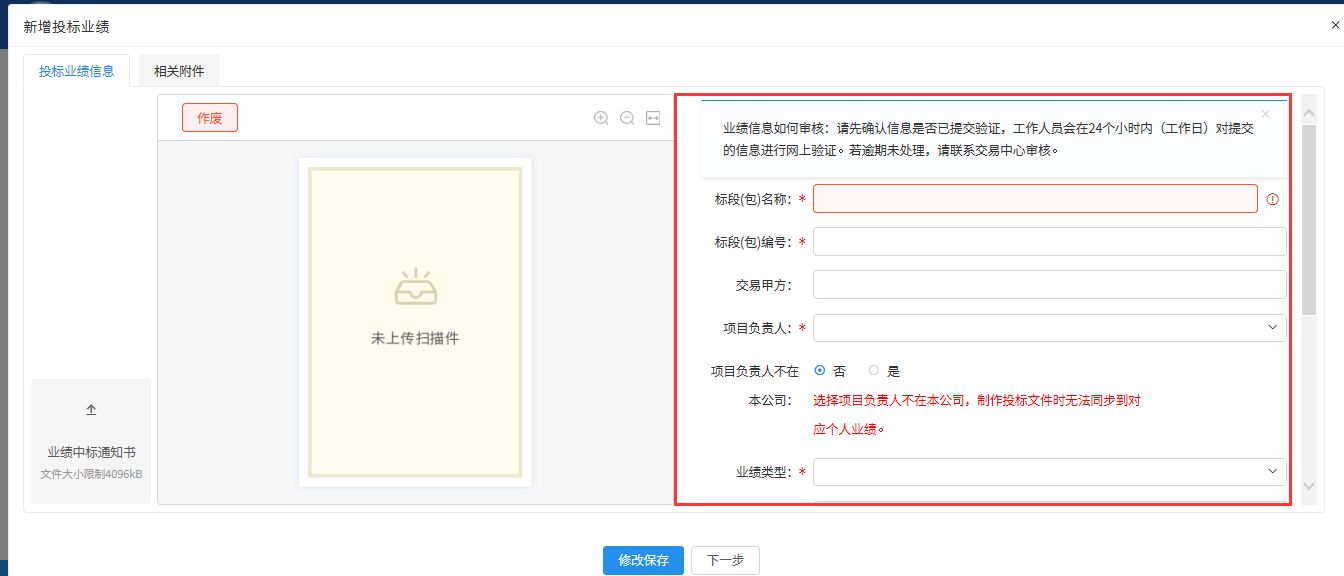 新增投标业绩
投标业绩信息
相关附件
作废
未上传扫描件
业绩中标通知书
文件大小限制4096kB
业绩信息如何审核：请先确认信息是否已提交验证，工作人员会在24个小时内（工作日）对提交
的信息进行网上验证。若逾期未处理，请联系交易中心审核。
标段(包)名称：*
标段(包)编号：*
交易甲方：
项目负责人：*
项目负责人不在 否 是
本公司： 选择项目负责人不在本公司，制作投标文件时无法同步到对
应个人业绩。
业绩类型：*
修改保存
下一步